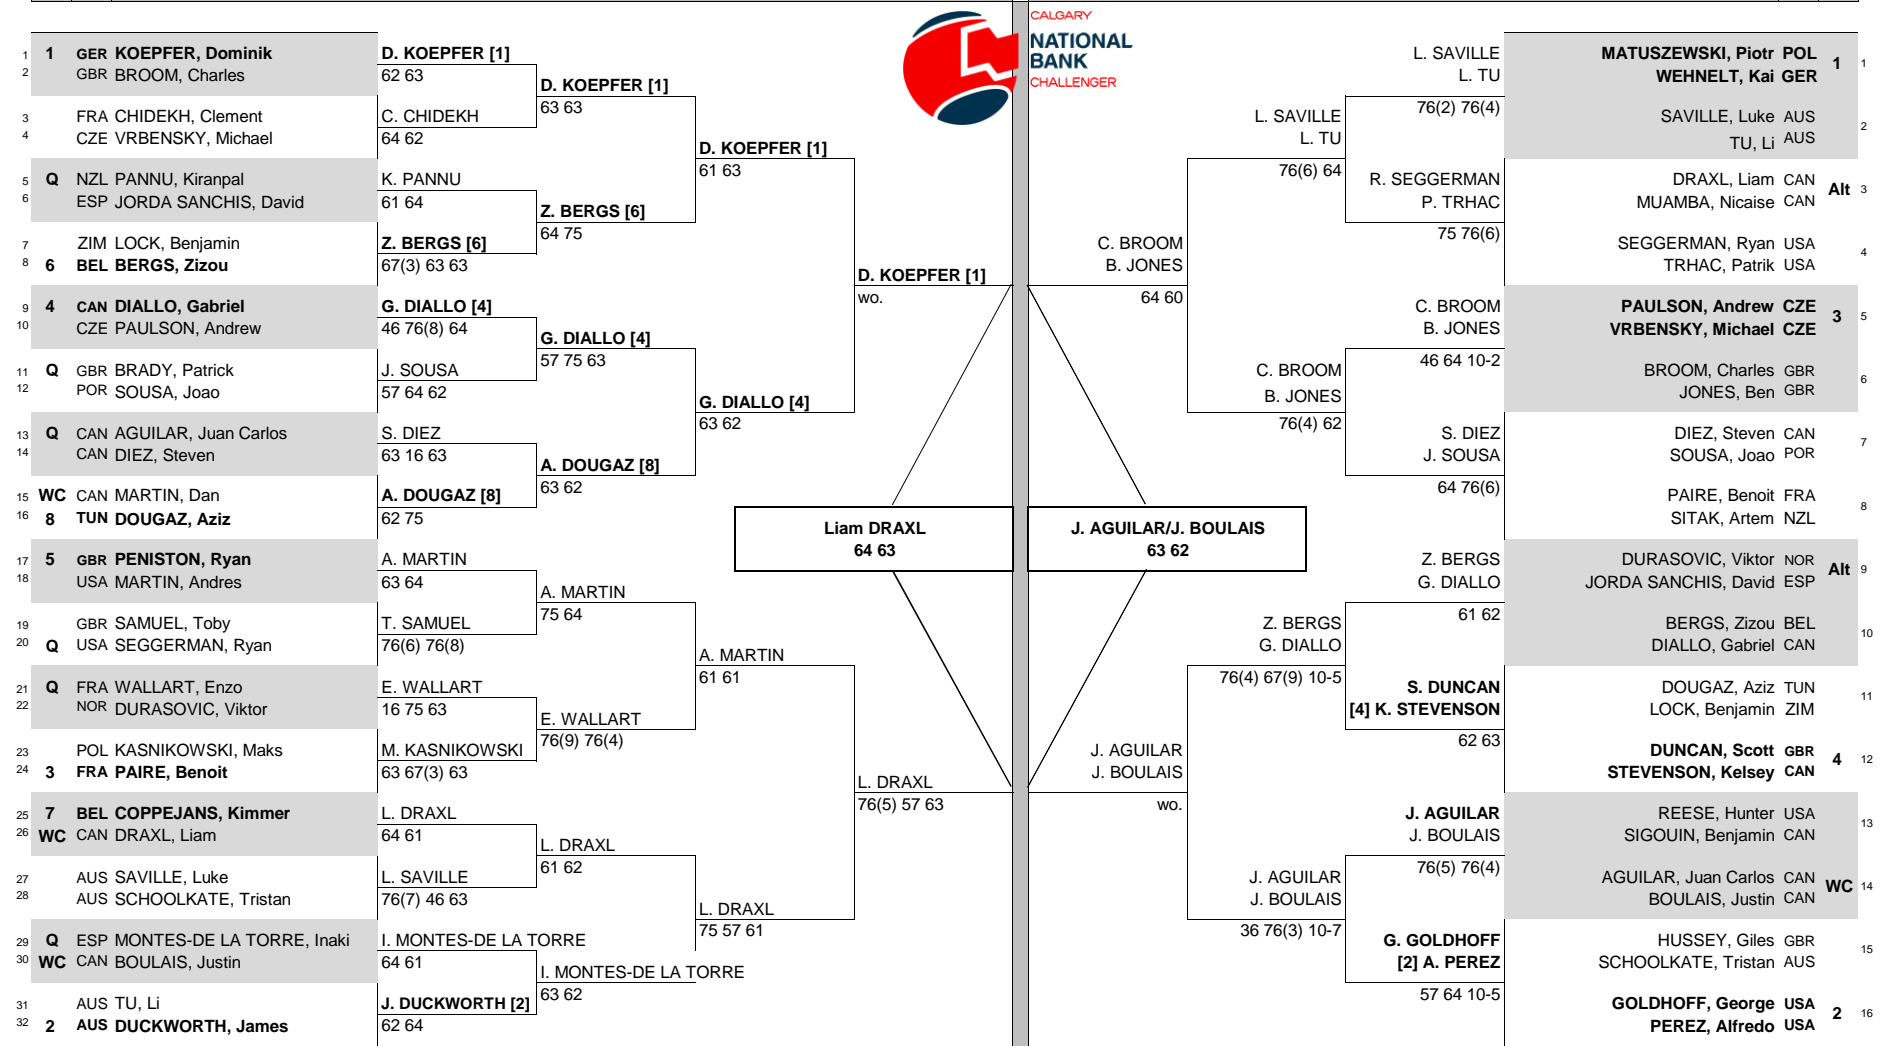 CALGARY
NATIONAL
BANK
CHALLENGER
1 1 GER KOEPFER, Dominik
2 GBR BROOM, Charles
3 FRA CHIDEKH, Clement
4 CZE VRBENSKY, Michael
5 Q NZL PANNU, Kiranpal
6 ESP JORDA SANCHIS, David
7 ZIM LOCK, Benjamin
8 6 BEL BERGS, Zizou
9 4 CAN DIALLO, Gabriel
10 CZE PAULSON, Andrew
11 Q GBR BRADY, Patrick
12 POR SOUSA, Joao
13 Q CAN AGUILAR, Juan Carlos
14 CAN DIEZ, Steven
15 WC CAN MARTIN, Dan
16 8 TUN DOUGAZ, Aziz
17 5 GBR PENISTON, Ryan
18 USA MARTIN, Andres
19 GBR SAMUEL, Toby
20 Q USA SEGGERMAN, Ryan
21 Q FRA WALLART, Enzo
22 NOR DURASOVIC, Viktor
23 POL KASNIKOWSKI, Maks
24 3 FRA PAIRE, Benoit
25 7 BEL COPPEJANS, Kimmer
26 WC CAN DRAXL, Liam
27 AUS SAVILLE, Luke
28 AUS SCHOOLKATE, Tristan
29 Q ESP MONTES-DE LA TORRE, Inaki
30 WC CAN BOULAIS, Justin
31 AUS TU, Li
32 2 AUS DUCKWORTH, James
D. KOEPFER [1]
62 63
C. CHIDEKH
64 62
K. PANNU
61 64
Z. BERGS [6]
67(3) 63 63
G. DIALLO [4]
46 76(8) 64
J. SOUSA
57 64 62
S. DIEZ
63 16 63
A. DOUGAZ [8]
62 75
A. MARTIN
63 64
T. SAMUEL
76(6) 76(8)
E. WALLART
16 75 63
M. KASNIKOWSKI
63 67(3) 63
L. DRAXL
64 61
L. SAVILLE
76(7) 46 63
I. MONTES-DE LA TORRE
64 61
J. DUCKWORTH [2]
62 64
D. KOEPFER [1]
63 63
Z. BERGS [6]
64 75
G. DIALLO [4]
57 75 63
A. DOUGAZ [8]
63 62
A. MARTIN
75 64
E. WALLART
76(9) 76(4)
L. DRAXL
61 62
I. MONTES-DE LA TORRE
63 62
D. KOEPFER [1]
61 63
G. DIALLO [4]
63 62
A. MARTIN
61 61
L. DRAXL
75 57 61
D. KOEPFER [1]
wo.
L. DRAXL
76(5) 57 63
Liam DRAXL
64 63
J. AGUILAR/J. BOULAIS
63 62
C. BROOM
B. JONES
64 60
J. AGUILAR
J. BOULAIS
wo.
L. SAVILLE
L. TU
76(6) 64
C. BROOM
B. JONES
76(4) 62
Z. BERGS
G. DIALLO
76(4) 67(9) 10-5
J. AGUILAR
J. BOULAIS
36 76(3) 10-7
L. SAVILLE
L. TU
76(2) 76(4)
R. SEGGERMAN
P. TRHAC
75 76(6)
C. BROOM
B. JONES
46 64 10-2
S. DIEZ
J. SOUSA
64 76(6)
Z. BERGS
G. DIALLO
61 62
S. DUNCAN
[4] K. STEVENSON
62 63
J. AGUILAR
J. BOULAIS
76(5) 76(4)
G. GOLDHOFF
[2] A. PEREZ
57 64 10-5
MATUSZEWSKI, Piotr POL
1 1
WEHNELT, Kai GER
SAVILLE, Luke AUS
2
TU, Li AUS
DRAXL, Liam CAN
Alt 3
MUAMBA, Nicaise CAN
SEGGERMAN, Ryan USA
4
TRHAC, Patrik USA
PAULSON, Andrew CZE
3 5
VRBENSKY, Michael CZE
BROOM, Charles GBR
6
JONES, Ben GBR
DIEZ, Steven CAN
7
SOUSA, Joao POR
PAIRE, Benoit FRA
8
SITAK, Artem NZL
DURASOVIC, Viktor NOR
Alt 9
JORDA SANCHIS, David ESP
BERGS, Zizou BEL
10
DIALLO, Gabriel CAN
DOUGAZ, Aziz TUN
11
LOCK, Benjamin ZIM
DUNCAN, Scott GBR
4 12
STEVENSON, Kelsey CAN
REESE, Hunter USA
13
SIGOUIN, Benjamin CAN
AGUILAR, Juan Carlos CAN
WC 14
BOULAIS, Justin CAN
HUSSEY, Giles GBR
15
SCHOOLKATE, Tristan AUS
GOLDHOFF, George USA
2 16
PEREZ, Alfredo USA